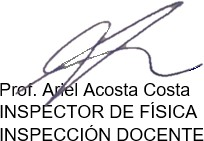 Prof. Ariel Acosta Costa
INSPECTOR DE FÍSICA
INSPECCIÓN DOCENTE